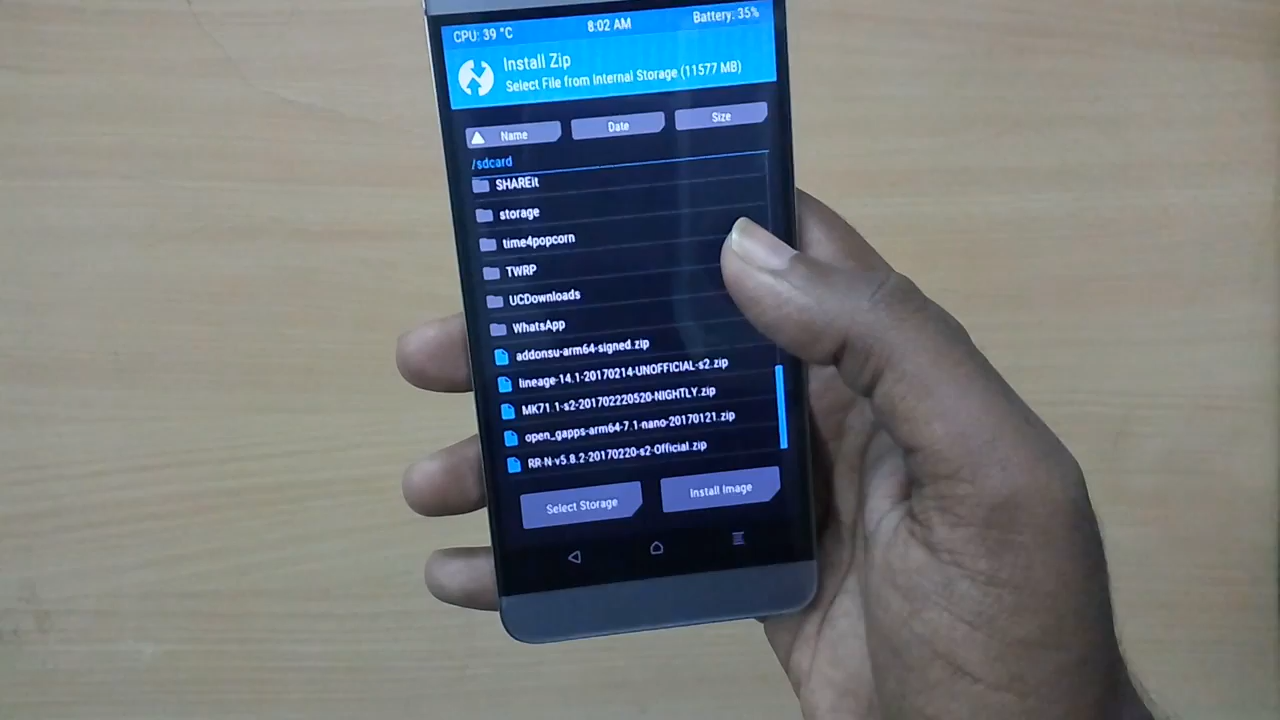 CPU: 39 °C 8:02 AM Battery: 35%
Install Zip
Select File from Internal Storage (11577 MB)
Name Date Size
/sdcard
SHAREit
storage
time4popcorn
TWRP
UCDownloads
WhatsApp
addonsu-arm64-signed.zip
lineage-14.1-20170214-UNOFFICIAL-s2.zip
MK71.1-s2-201702220520-NIGHTLY.zip
open_gapps-arm64-7.1-nano-20170121.zip
RR-N-v5.8.2-20170220-s2-Official.zip
Select Storage Install Image